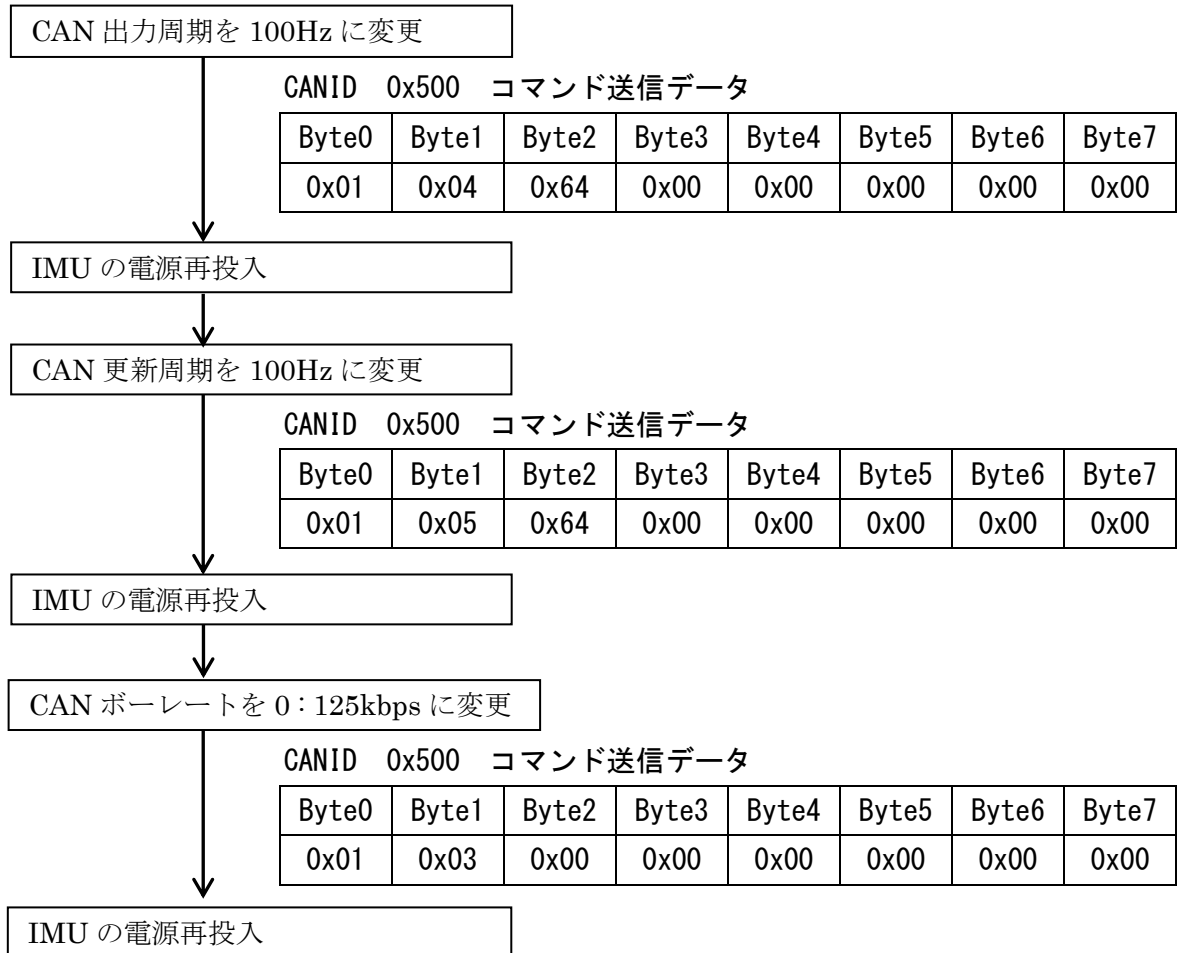 CAN 出力周期を 100Hz に変更
CANID 0x500 コマンド送信データ
Byte0 Byte1 Byte2 Byte3 Byte4 Byte5 Byte6 Byte7
0x01 0x04 0x64 0x00 0x00 0x00 0x00 0x00
IMU の電源再投入
CAN 更新周期を 100Hz に変更
CANID 0x500 コマンド送信データ
Byte0 Byte1 Byte2 Byte3 Byte4 Byte5 Byte6 Byte7
0x01 0x05 0x64 0x00 0x00 0x00 0x00 0x00
IMU の電源再投入
CAN ボーレートを 0：125kbps に変更
CANID 0x500 コマンド送信データ
Byte0 Byte1 Byte2 Byte3 Byte4 Byte5 Byte6 Byte7
0x01 0x03 0x00 0x00 0x00 0x00 0x00 0x00
IMU の電源再投入